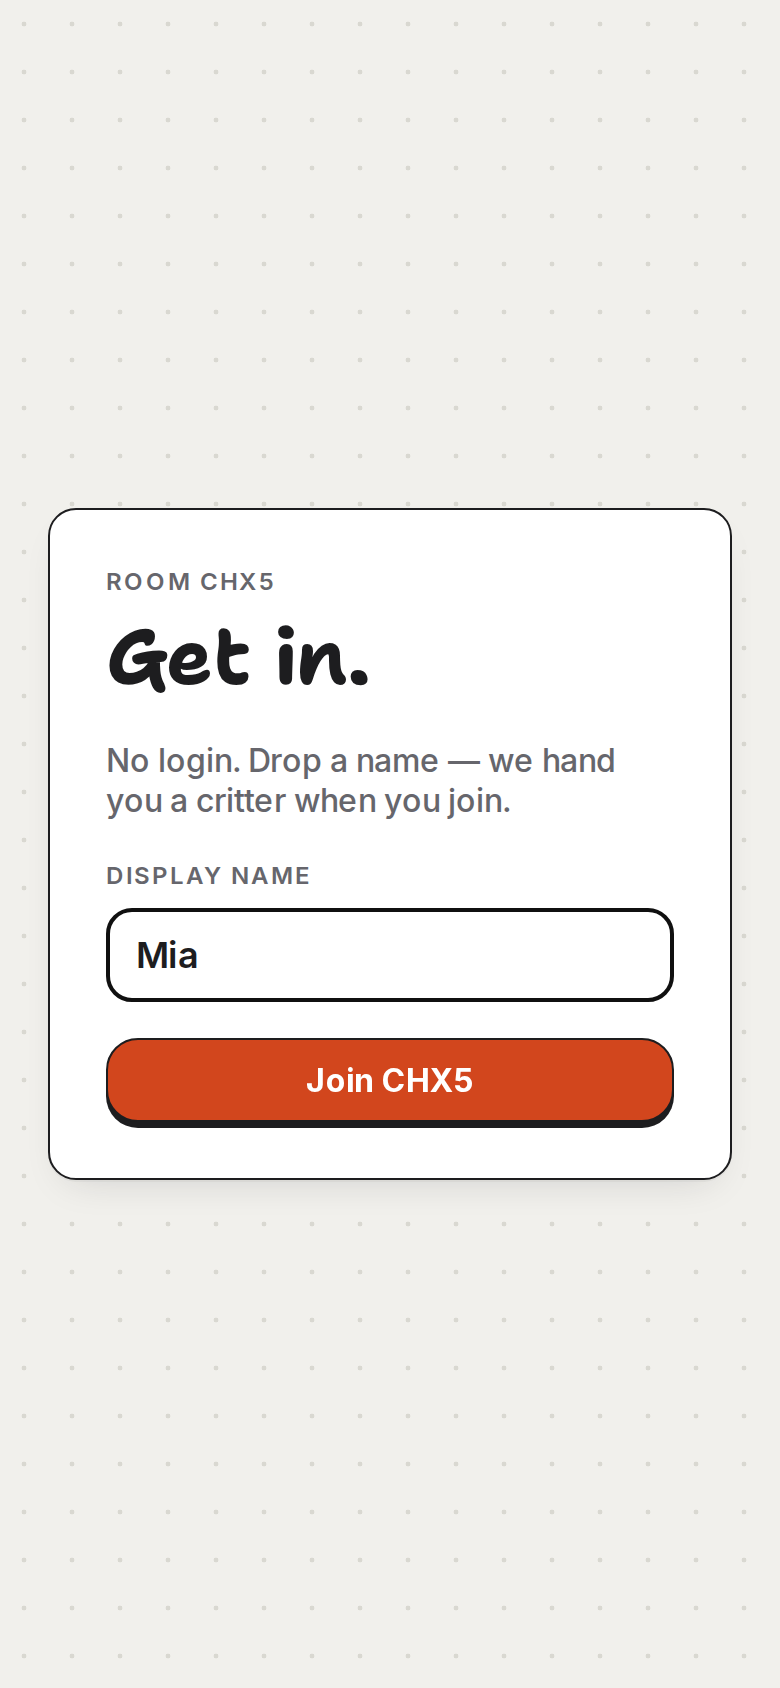 ROOM CHX5
Get in.
No login. Drop a name — we hand
you a critter when you join.
DISPLAY NAME
Mia
Join CHX5